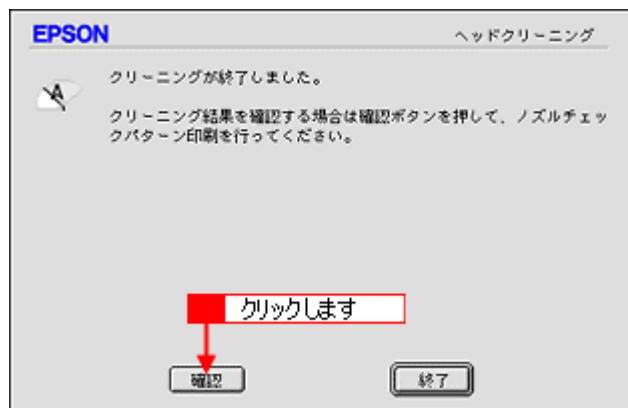 EPSON
ヘッドクリーニング
クリーニングが終了しました。
クリーニング結果を確認する場合は確認ボタンを押して、ノズルチェッ
クパターン印刷を行ってください。
クリックします
確認
終了